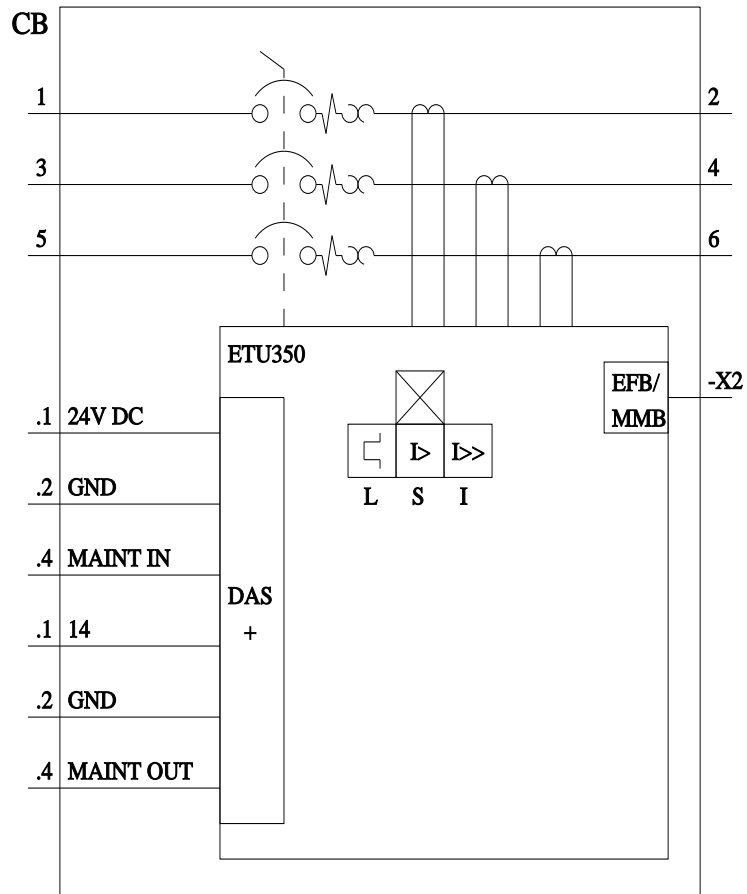 CB
1
2
3
4
5
6
ETU350
EFB/
MMB
-X2
.1 24V DC
I> I>>
.2 GND
L S I
.4 MAINT IN
DAS
+
.1 14
.2 GND
.4 MAINT OUT